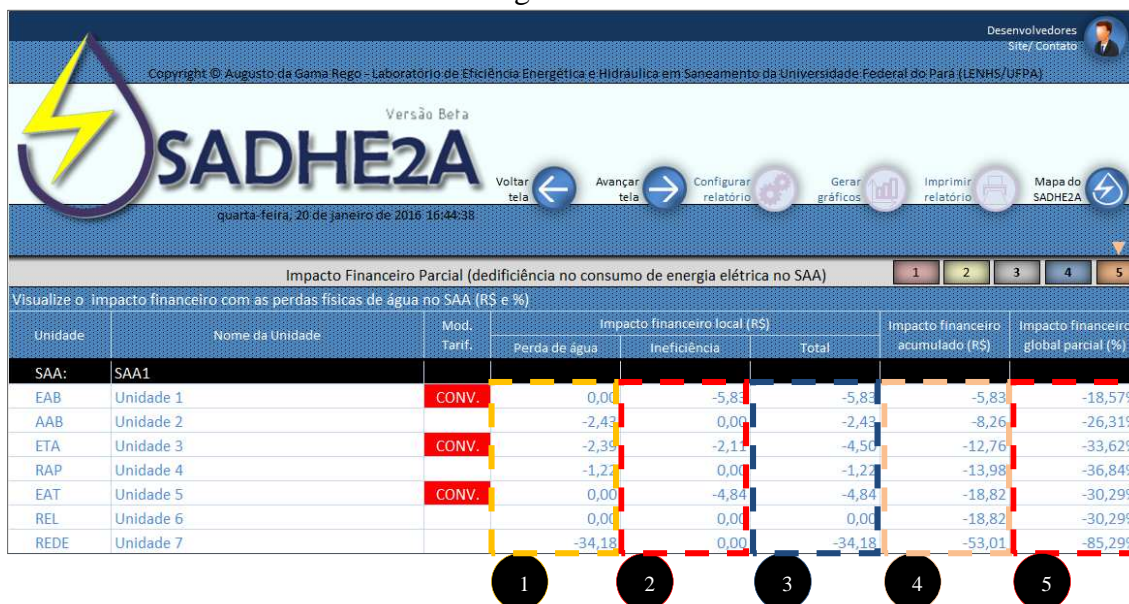 Desenvolvedores
Site/ Contato
Copyright © Augusto da Gama Rego - Laboratório de Eficiência Energética e Hidráulica em Saneamento da Universidade Federal do Pará (LENHS/UFPA)
Versão Beta
SADHE2A
Voltar tela
Avançar tela
Configurar relatório
Gerar gráficos
Imprimir relatório
Mapa do SADHE2A
quarta-feira, 20 de janeiro de 2016 16:44:38
Impacto Financeiro Parcial (dedificiência no consumo de energia elétrica no SAA) 1 2 3 4 5
Visualize o impacto financeiro com as perdas físicas de água no SAA (R$ e %)
Unidade Nome da Unidade Mod. Tarif. Impacto financeiro local (R$) Impacto financeiro acumulado (R$) Impacto financeiro global parcial (%)
Perda de água Ineficiência Total
SAA: SAA1
EAB Unidade 1 CONV. 0,00 -5,83 -5,83 -5,83 -18,57%
AAB Unidade 2 -2,43 0,00 -2,43 -8,26 -26,31%
ETA Unidade 3 CONV. -2,39 -2,11 -4,50 -12,76 -33,62%
RAP Unidade 4 -1,22 0,00 -1,22 -13,98 -36,84%
EAT Unidade 5 CONV. 0,00 -4,84 -4,84 -18,82 -30,29%
REL Unidade 6 0,00 0,00 0,00 -18,82 -30,29%
REDE Unidade 7 -34,18 0,00 -34,18 -53,01 -85,29%
1 2 3 4 5